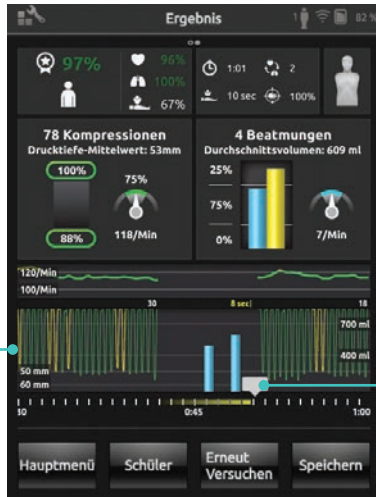 Ergebnis
1
82 %
97%
96%
100%
67%
1:01
2
10 sec
100%
78 Kompressionen
Drucktiefe-Mittelwert: 53mm
100%
75%
88%
118/Min
4 Beatmungen
Durchschnittsvolumen: 609 ml
25%
75%
0%
7/Min
120/Min
100/Min
30
8 sec
18
700 ml
400 ml
50 mm
60 mm
30
0:45
1:00
Hauptmenü
Schüler
Erneut
Versuchen
Speichern